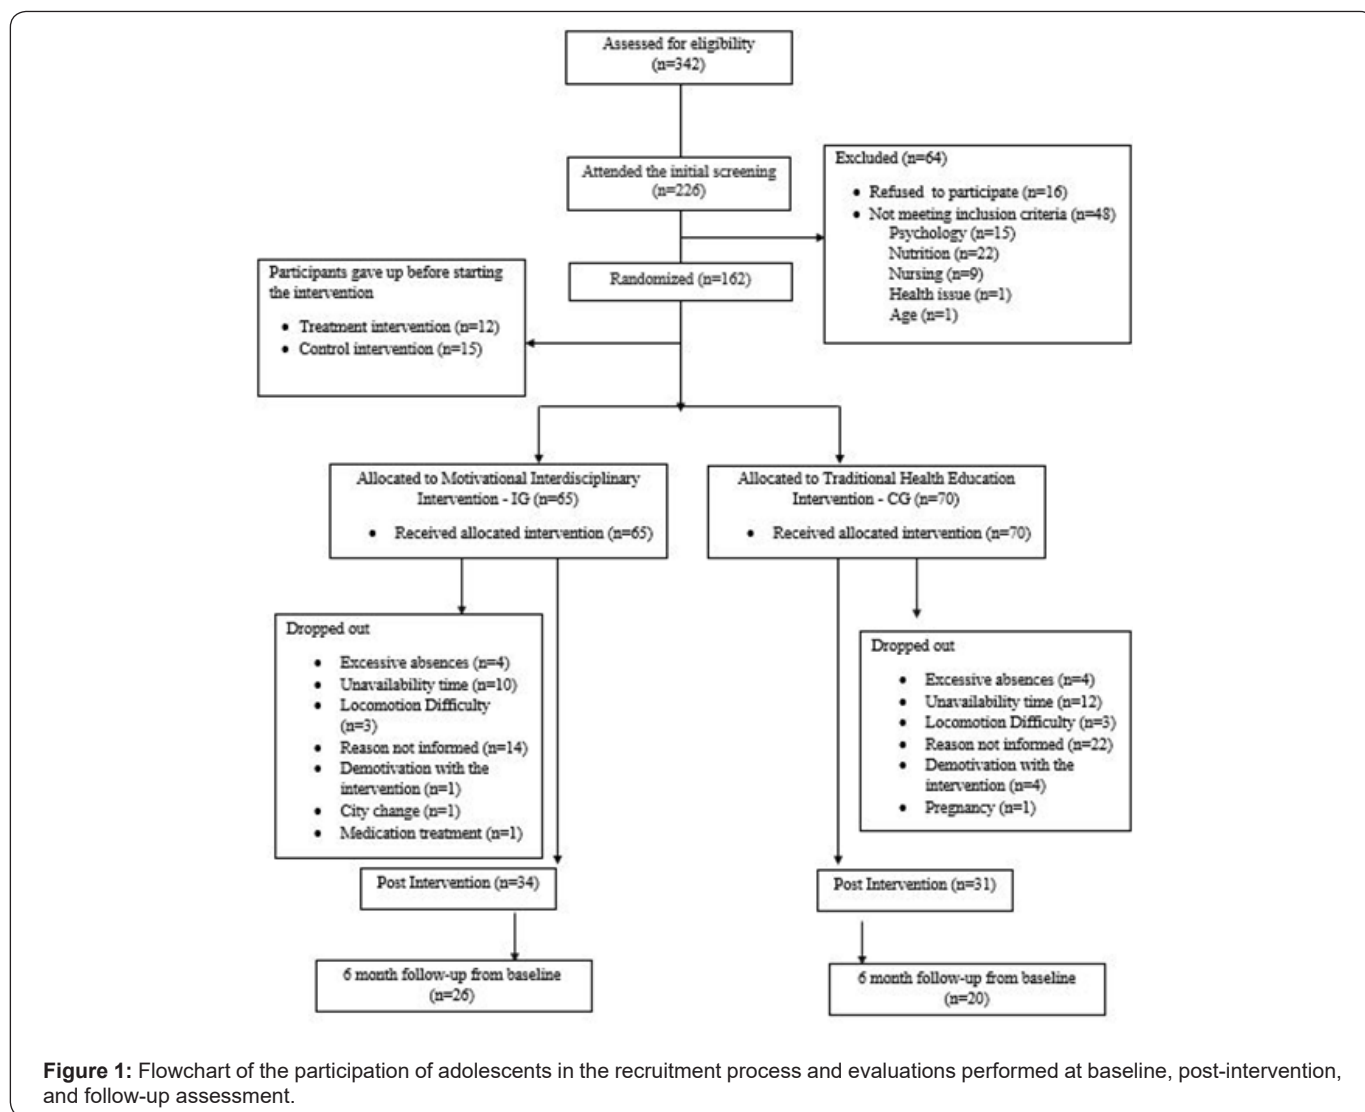 Assessed for eligibility
(n=342)
Attended the initial screening
(n=226)
Excluded (n=64)
• Refused to participate (n=16)
• Not meeting inclusion criteria (n=48)
Psychology (n=15)
Nutrition (n=22)
Nursing (n=9)
Health issue (n=1)
Age (n=1)
Randomized (n=162)
Participants gave up before starting
the intervention
• Treatment intervention (n=12)
• Control intervention (n=15)
Allocated to Motivational Interdisciplinary
Intervention - IG (n=65)
• Received allocated intervention (n=65)
Allocated to Traditional Health Education
Intervention - CG (n=70)
• Received allocated intervention (n=70)
Dropped out
• Excessive absences (n=4)
• Unavailability time (n=10)
• Locomotion Difficulty
(n=3)
• Reason not informed (n=14)
• Demotivation with the
intervention (n=1)
• City change (n=1)
• Medication treatment (n=1)
Dropped out
• Excessive absences (n=4)
• Unavailability time (n=12)
• Locomotion Difficulty (n=3)
• Reason not informed (n=22)
• Demotivation with the
intervention (n=4)
• Pregnancy (n=1)
Post Intervention (n=34)
Post Intervention (n=31)
6 month follow-up from baseline
(n=26)
6 month follow-up from baseline
(n=20)
Figure 1: Flowchart of the participation of adolescents in the recruitment process and evaluations performed at baseline, post-intervention,
and follow-up assessment.